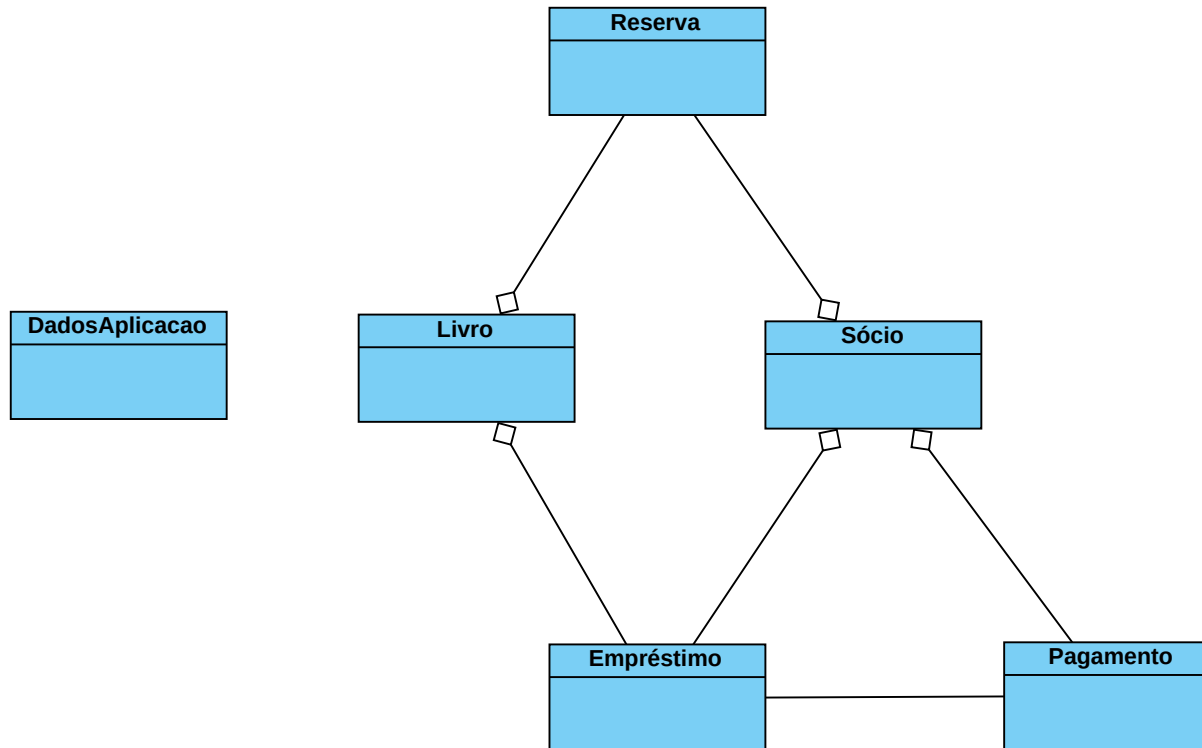 Reserva
DadosAplicacao
Livro
Sócio
Empréstimo
Pagamento